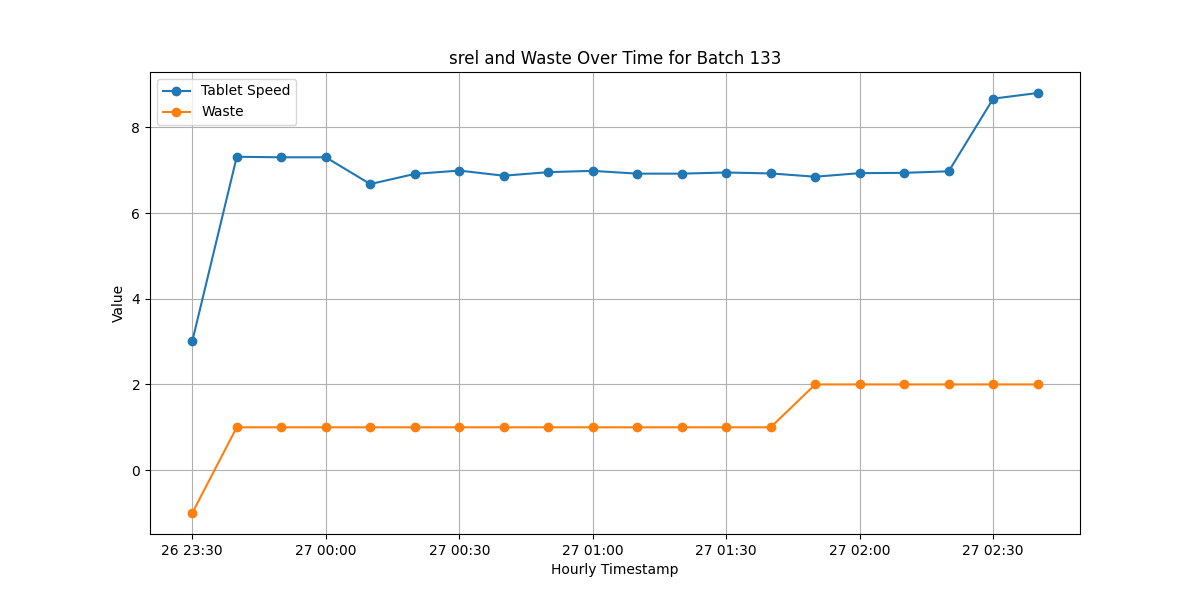 srel and Waste Over Time for Batch 133
Tablet Speed
Waste
8
6
4
2
0
Value
26 23:30
27 00:00
27 00:30
27 01:00
27 01:30
27 02:00
27 02:30
Hourly Timestamp